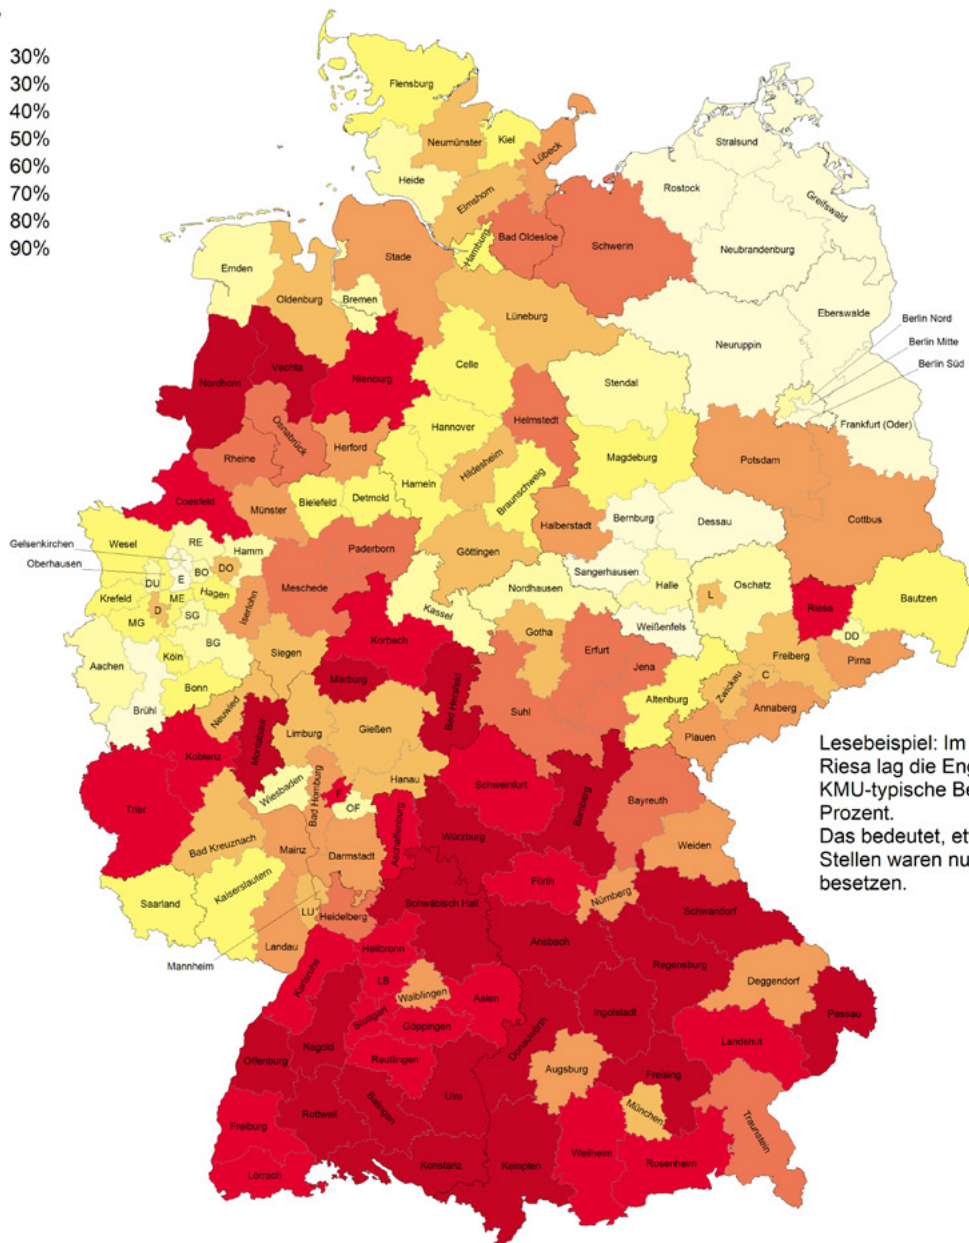 30%
30%
40%
50%
60%
70%
80%
90%
Flensburg
Neumünster
Kiel
Lübeck
Heide
Elmshorn
Hamburg
Bad Oldesloe
Schwerin
Stralsund
Rostock
Greifswald
Neubrandenburg
Emden
Oldenburg
Stade
Bremen
Lüneburg
Eberswalde
Neuruppin
Berlin Nord
Berlin Mitte
Berlin Süd
Nordhorn
Vechta
Nienburg
Celle
Stendal
Frankfurt (Oder)
Osnabrück
Hannover
Helmstedt
Rheine
Herford
Hildesheim
Braunschweig
Magdeburg
Potsdam
Coesfeld
Münster
Bielefeld
Detmold
Hameln
Halberstadt
Bernburg
Dessau
Cottbus
Gelsenkirchen
Oberhausen
Wesel
RE
Hamm
Paderborn
Göttingen
DU
E
BO
DO
Meschede
Sangerhausen
Halle
Krefeld
ME
Hagen
Iserlohn
Kassel
Nordhausen
Oschatz
L
Riesa
Bautzen
MG
D
SG
Weißenfels
DD
Aachen
Köln
BG
Siegen
Korbach
Gotha
Erfurt
Jena
Freiberg
Pirna
Bonn
Marburg
Bad Hersfeld
Suhl
Altenburg
Zwickau
C
Annaberg
Brühl
Neuwied
Montabaur
Limburg
Gießen
Plauen
Koblenz
Wiesbaden
Bad Homburg
Hanau
F
OF
Schweinfurt
Bamberg
Bayreuth
Trier
Bad Kreuznach
Mainz
Darmstadt
Aschaffenburg
Würzburg
Weiden
Saarland
Kaiserslautern
LU
Heidelberg
Fürth
Nürnberg
Landau
Mannheim
Schwäbisch Hall
Ansbach
Schwandorf
Karlsruhe
Heilbronn
Regensburg
LB
Waiblingen
Aalen
Deggendorf
Stuttgart
Göppingen
Donauwörth
Ingolstadt
Passau
Offenburg
Nagold
Reutlingen
Landshut
Ulm
Augsburg
Freising
Rottweil
Balingen
München
Traunstein
Freiburg
Lörrach
Konstanz
Kempten
Weilheim
Rosenheim
Lesebeispiel: Im
Riesa lag die Eng
KMU-typische Be
Prozent.
Das bedeutet, et
Stellen waren nu
besetzen.